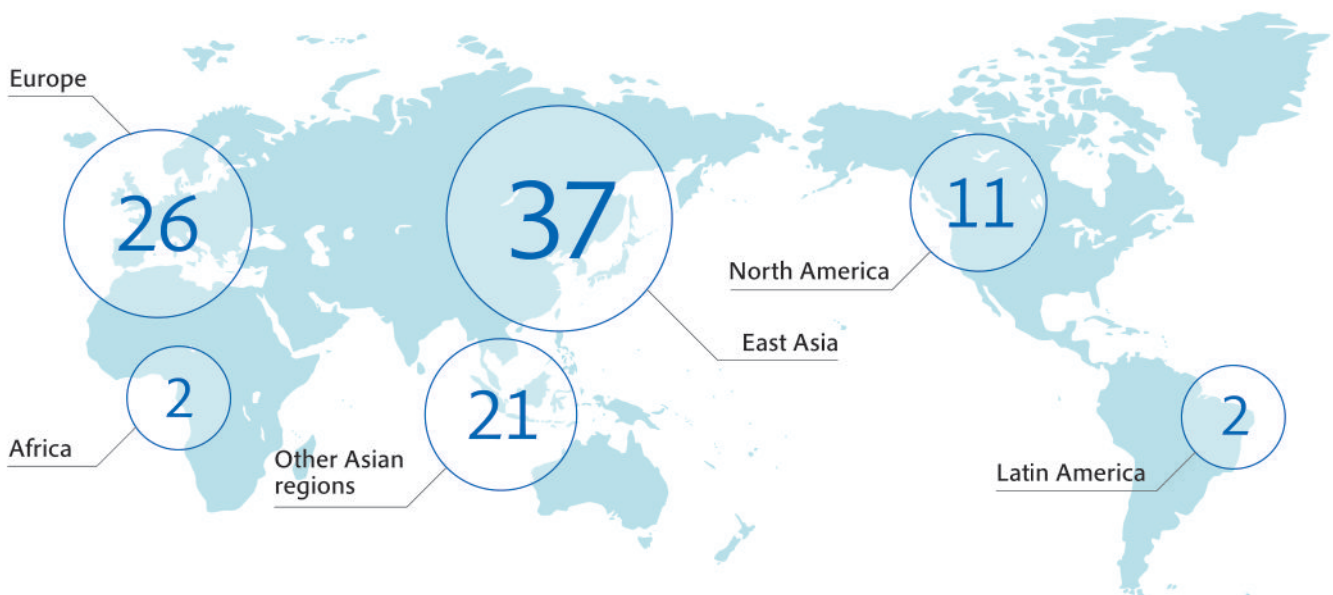 Europe
26
37
11
North America
East Asia
2
Africa
21
Other Asian
regions
2
Latin America